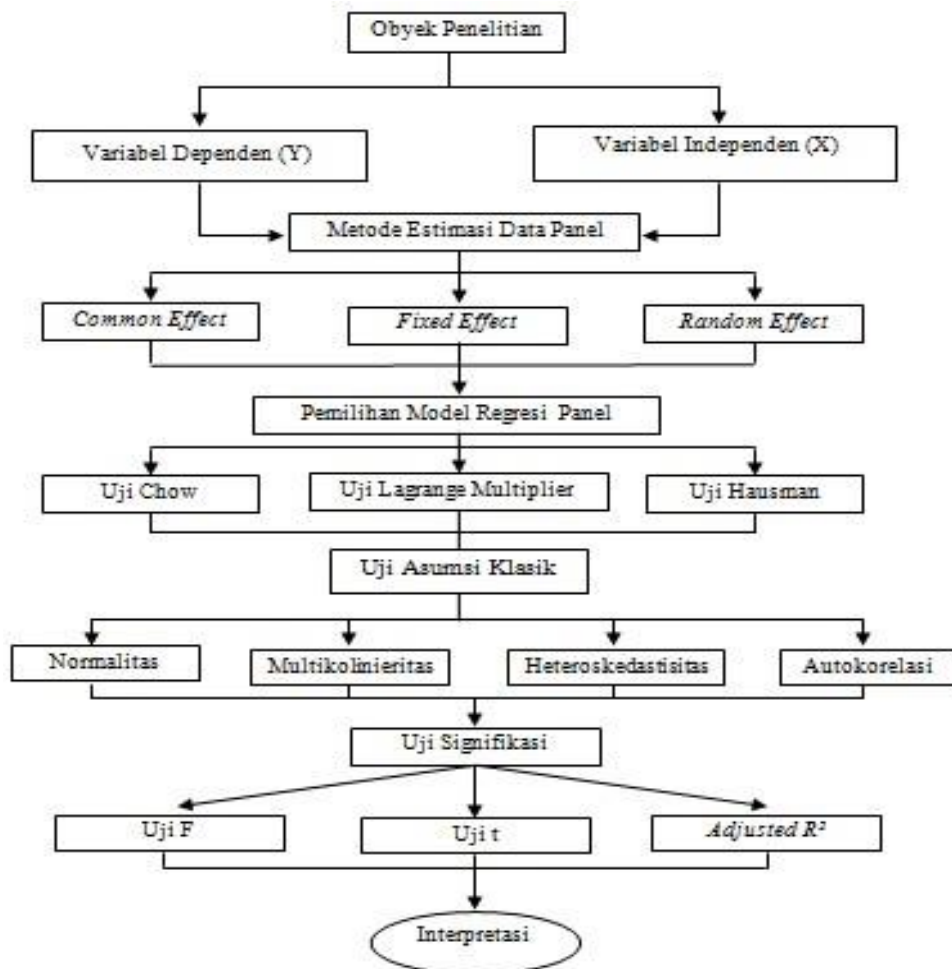 Obyek Penelitian
Variabel Dependen (Y)
Variabel Independen (X)
Metode Estimasi Data Panel
Common Effect
Fixed Effect
Random Effect
Pemilihan Model Regresi Panel
Uji Chow
Uji Lagrange Multiplier
Uji Hausman
Uji Asumsi Klasik
Normalitas
Multikolinieritas
Heteroskedastisitas
Autokorelasi
Uji Signifikasi
Uji F
Uji t
Adjusted R²
Interpretasi